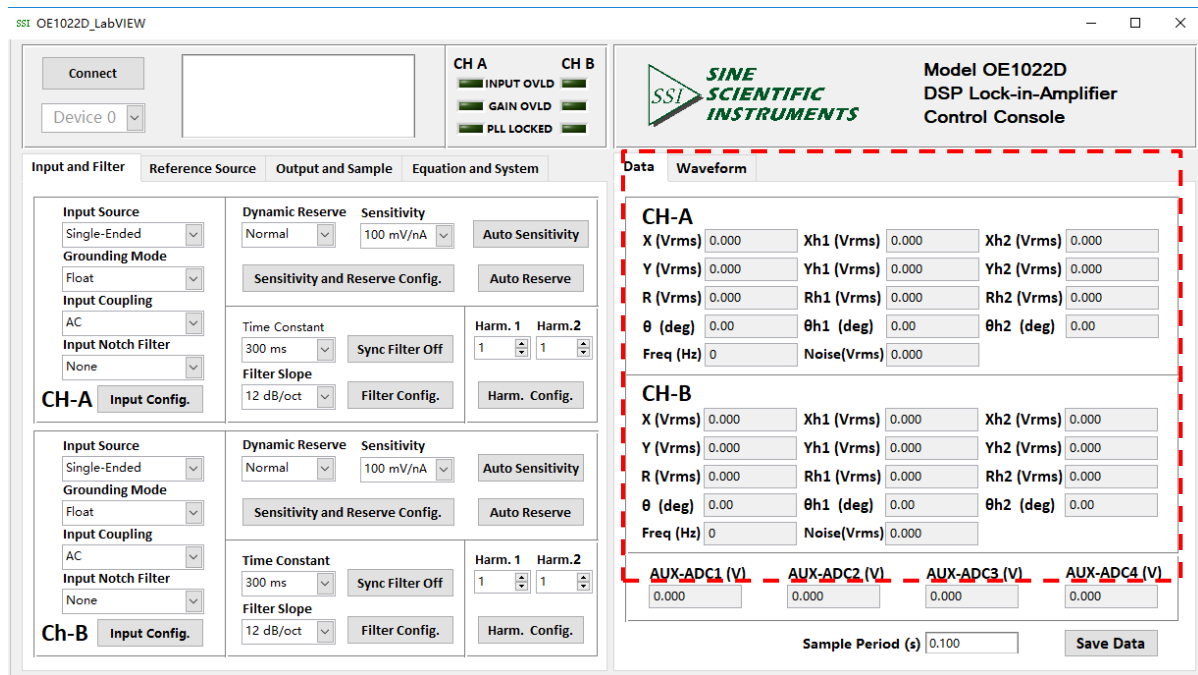 SSI OE1022D_LabVIEW
Connect
Device 0
CH A CH B
INPUT OVLD
GAIN OVLD
PLL LOCKED
SSI
SINE
SCIENTIFIC
INSTRUMENTS
Model OE1022D
DSP Lock-in-Amplifier
Control Console
Input and Filter Reference Source Output and Sample Equation and System
Input Source
Single-Ended
Grounding Mode
Float
Input Coupling
AC
Input Notch Filter
None
CH-A Input Config.
Dynamic Reserve Sensitivity
Normal 100 mV/nA Auto Sensitivity
Sensitivity and Reserve Config. Auto Reserve
Time Constant
300 ms Sync Filter Off
Filter Slope
12 dB/oct Filter Config.
Harm. 1 Harm.2
1 1
Harm. Config.
Input Source
Single-Ended
Grounding Mode
Float
Input Coupling
AC
Input Notch Filter
None
Ch-B Input Config.
Dynamic Reserve Sensitivity
Normal 100 mV/nA Auto Sensitivity
Sensitivity and Reserve Config. Auto Reserve
Time Constant
300 ms Sync Filter Off
Filter Slope
12 dB/oct Filter Config.
Harm. 1 Harm.2
1 1
Harm. Config.
Data Waveform
CH-A
X (Vrms) 0.000 Xh1 (Vrms) 0.000 Xh2 (Vrms) 0.000
Y (Vrms) 0.000 Yh1 (Vrms) 0.000 Yh2 (Vrms) 0.000
R (Vrms) 0.000 Rh1 (Vrms) 0.000 Rh2 (Vrms) 0.000
θ (deg) 0.00 θh1 (deg) 0.00 θh2 (deg) 0.00
Freq (Hz) 0 Noise(Vrms) 0.000
CH-B
X (Vrms) 0.000 Xh1 (Vrms) 0.000 Xh2 (Vrms) 0.000
Y (Vrms) 0.000 Yh1 (Vrms) 0.000 Yh2 (Vrms) 0.000
R (Vrms) 0.000 Rh1 (Vrms) 0.000 Rh2 (Vrms) 0.000
θ (deg) 0.00 θh1 (deg) 0.00 θh2 (deg) 0.00
Freq (Hz) 0 Noise(Vrms) 0.000
AUX-ADC1 (V) AUX-ADC2 (V) AUX-ADC3 (V) AUX-ADC4 (V)
0.000 0.000 0.000 0.000
Sample Period (s) 0.100 Save Data